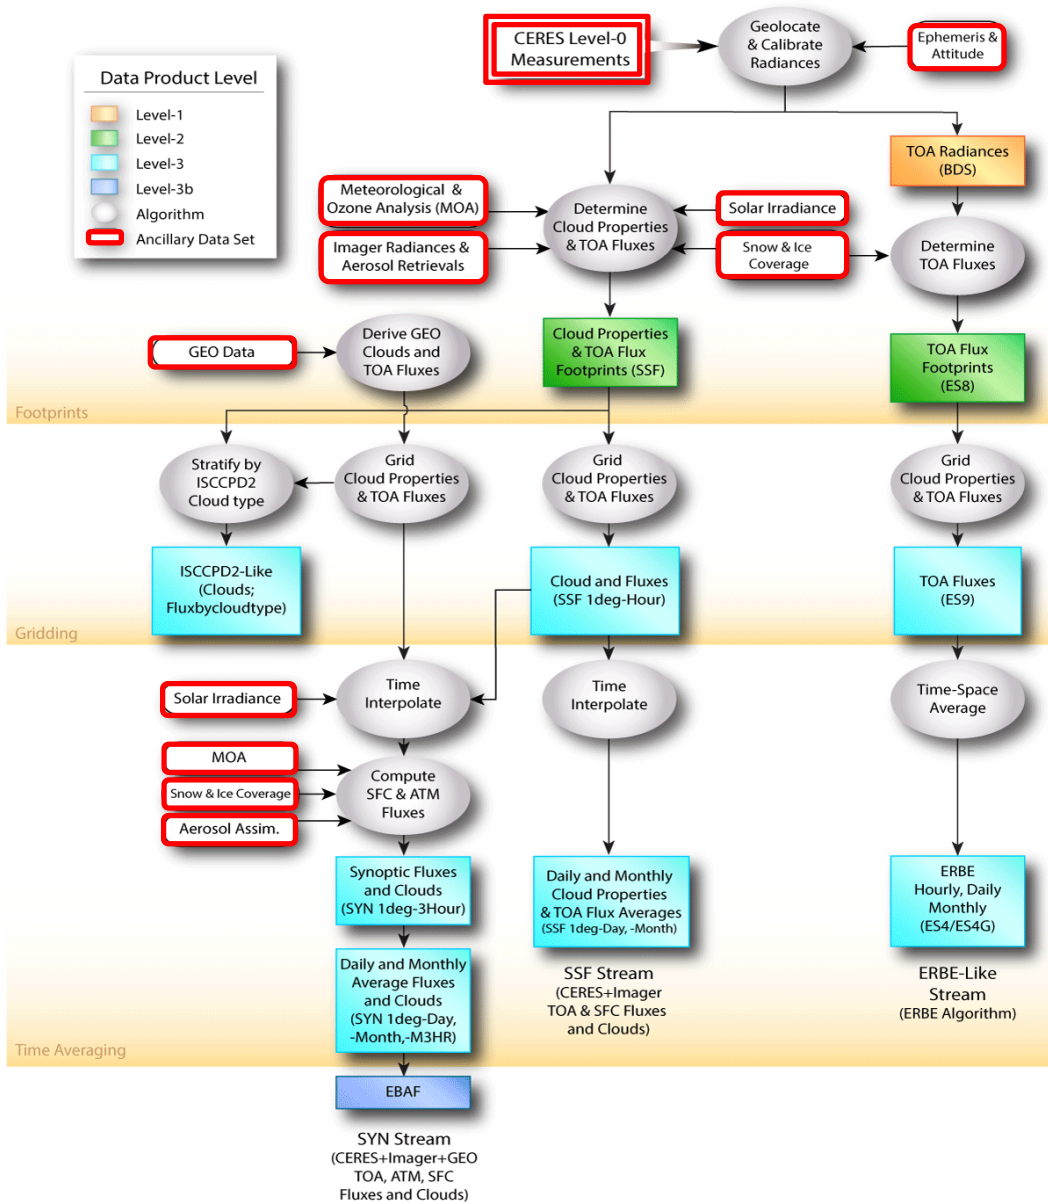 CERES Level-0
Measurements
Geolocate
& Calibrate
Radiances
Ephemeris &
Attitude
Data Product Level
Level-1
Level-2
Level-3
Level-3b
Algorithm
Ancillary Data Set
TOA Radiances
(BDS)
Meteorological &
Ozone Analysis (MOA)
Imager Radiances &
Aerosol Retrievals
Determine
Cloud Properties
& TOA Fluxes
Solar Irradiance
Snow & Ice
Coverage
Determine
TOA Fluxes
GEO Data
Derive GEO
Clouds and
TOA Fluxes
Cloud Properties
& TOA Flux
Footprints (SSF)
TOA Flux
Footprints
(ES8)
Footprints
Stratify by
ISCCPD2
Cloud type
Grid
Cloud Properties
& TOA Fluxes
Grid
Cloud Properties
& TOA Fluxes
Grid
Cloud Properties
& TOA Fluxes
ISCCPD2-Like
(Clouds;
Fluxbycloudtype)
Cloud and Fluxes
(SSF 1deg-Hour)
TOA Fluxes
(ES9)
Gridding
Solar Irradiance
Time
Interpolate
Time
Interpolate
Time-Space
Average
MOA
Snow & Ice Coverage
Aerosol Assim.
Compute
SFC & ATM
Fluxes
Synoptic Fluxes
and Clouds
(SYN 1deg-3Hour)
Daily and Monthly
Cloud Properties
& TOA Flux Averages
(SSF 1deg-Day, -Month)
ERBE
Hourly, Daily
Monthly
(ES4/ES4G)
Daily and Monthly
Average Fluxes
and Clouds
(SYN 1deg-Day,
-Month,-M3HR)
SSF Stream
(CERES+Imager
TOA & SFC Fluxes
and Clouds)
ERBE-Like
Stream
(ERBE Algorithm)
Time Averaging
EBAF
SYN Stream
(CERES+Imager+GEO
TOA, ATM, SFC
Fluxes and Clouds)